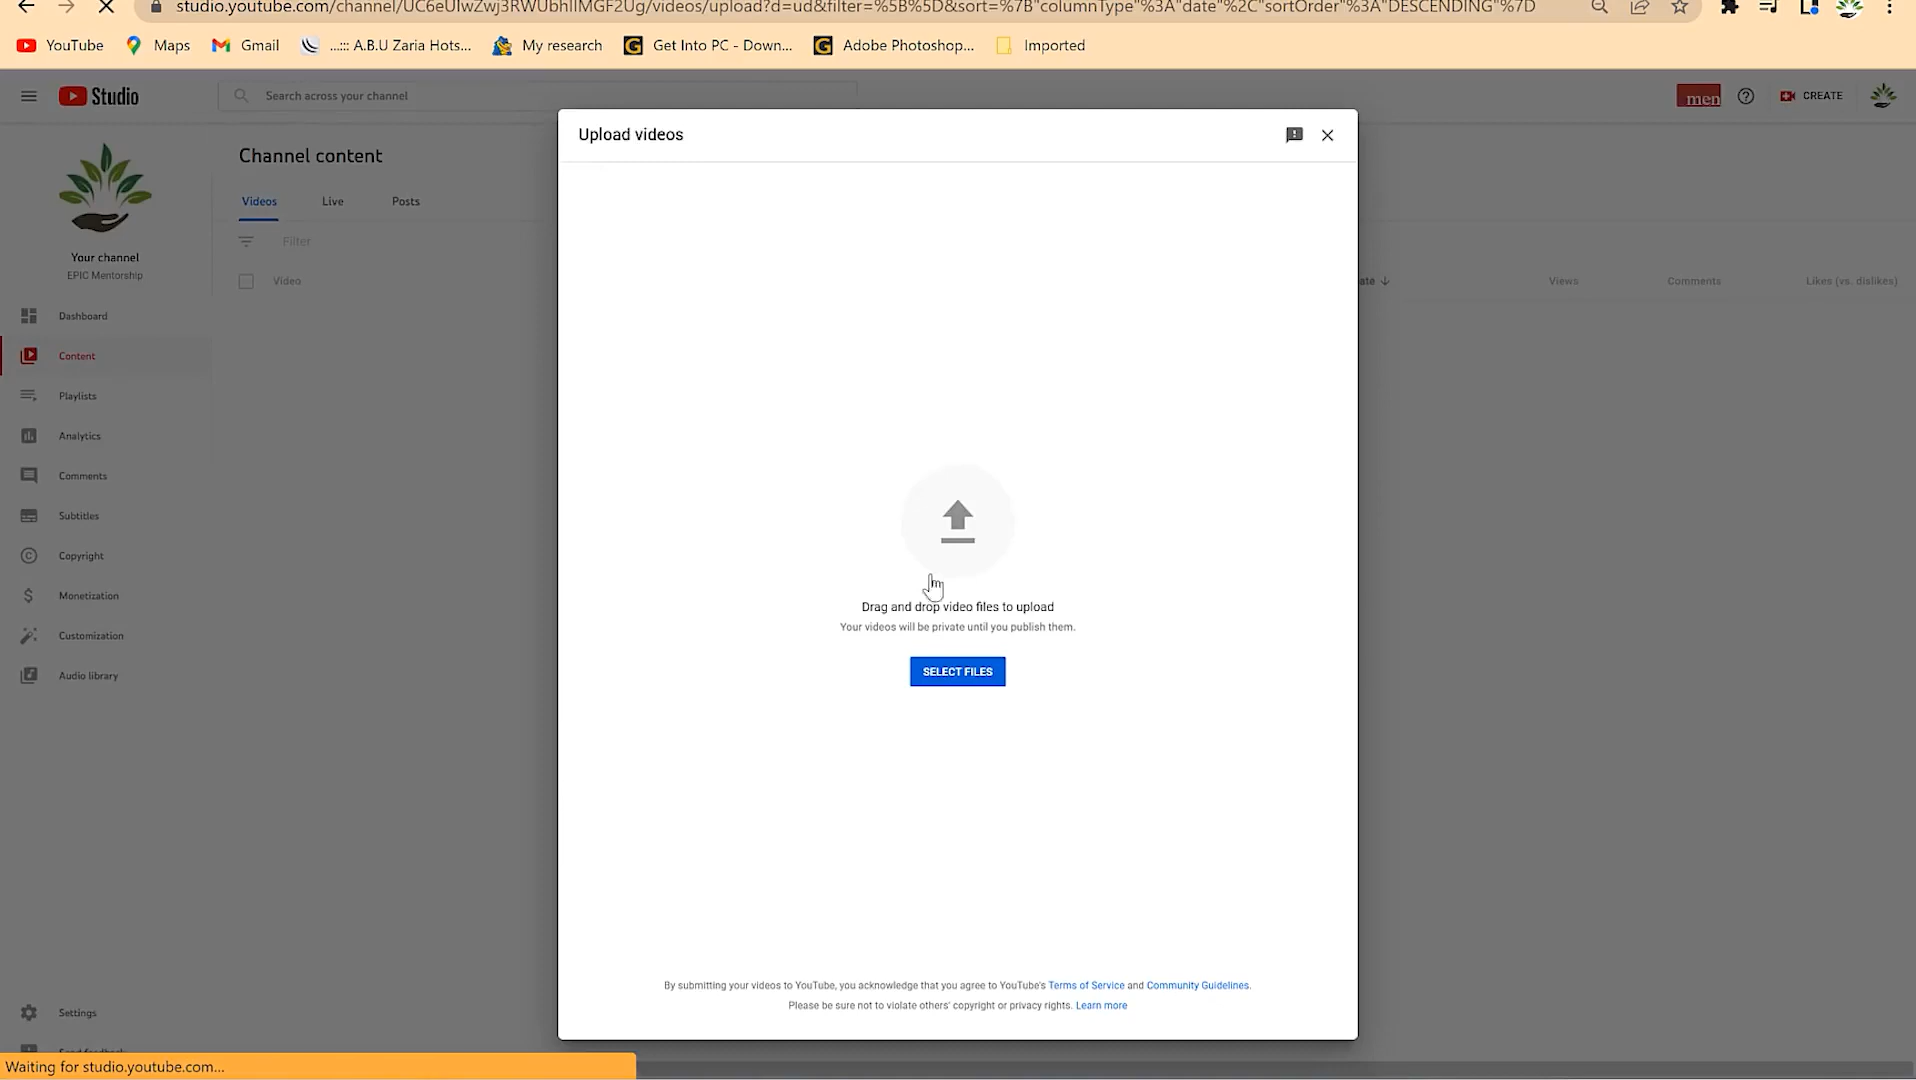 studio.youtube.com/channel/UC6eUIwZwj3RWUbhIIMGF2Ug/videos/upload?d=ud&filter=%5B%5D&sort=%7B"columnType"%3A"date"%2C"sortOrder"%3A"DESCENDING"%7D
YouTube Maps Gmail ...::: A.B.U Zaria Hots... My research Get Into PC - Down... Adobe Photoshop... Imported
Studio Search across your channel men CREATE
Upload videos
Channel content
Videos Live Posts
Filter
Your channel
EPIC Mentorship
Video ate Views Comments Likes (vs. dislikes)
Dashboard
Content
Playlists
Analytics
Comments
Subtitles
Copyright
Monetization
Customization
Audio library
Drag and drop video files to upload
Your videos will be private until you publish them.
SELECT FILES
By submitting your videos to YouTube, you acknowledge that you agree to YouTube's Terms of Service and Community Guidelines.
Please be sure not to violate others' copyright or privacy rights. Learn more
Settings
Waiting for studio.youtube.com...